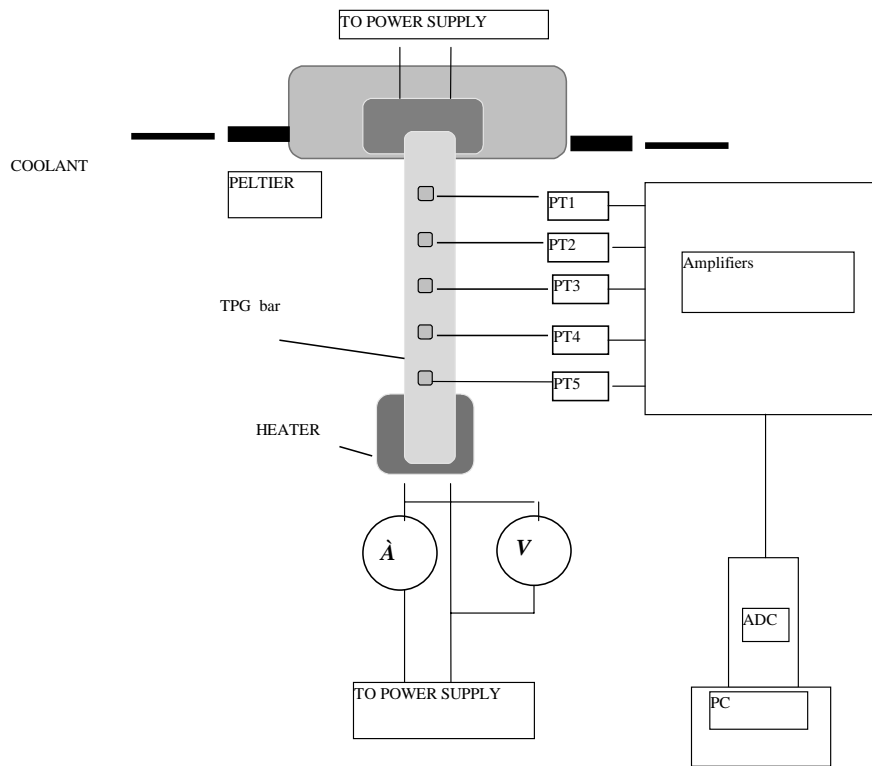 TO POWER SUPPLY
COOLANT
PELTIER
PT1
PT2
Amplifiers
PT3
TPG bar
PT4
PT5
HEATER
À
V
ADC
TO POWER SUPPLY
PC